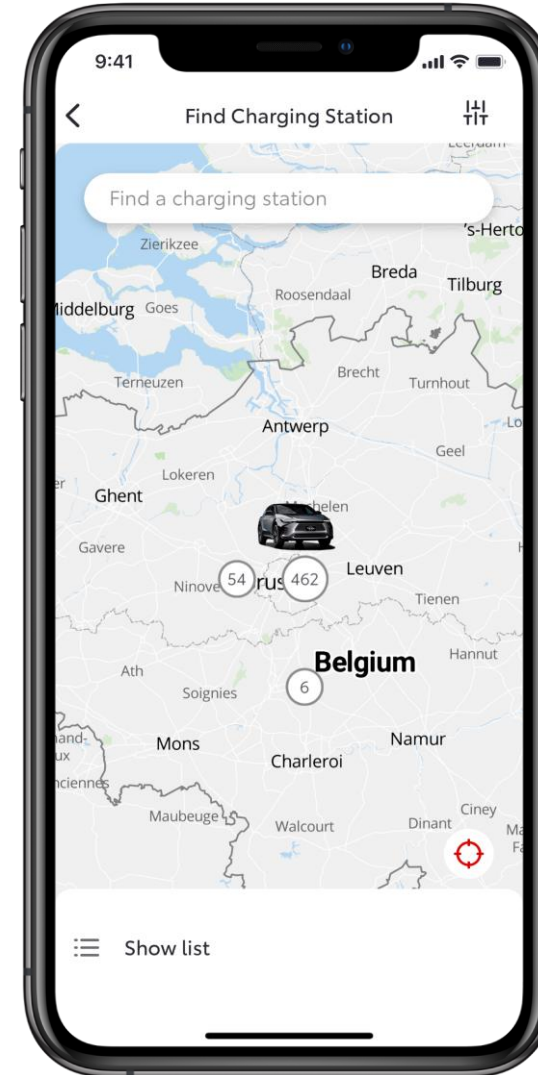 9:41
Find Charging Station
Find a charging station
's-Herto
Zierikzee
Breda
Tilburg
Roosendaal
Middelburg
Goes
Brecht
Terneuzen
Turnhout
Antwerp
Geel
Lokeren
Ghent
Gavere
54
rus
462
Leuven
Ninove
Tienen
Belgium
Hannut
Ath
Soignies
6
Mons
Namur
Charleroi
Maubeuge
Walcourt
Dinant
Ciney
Show list